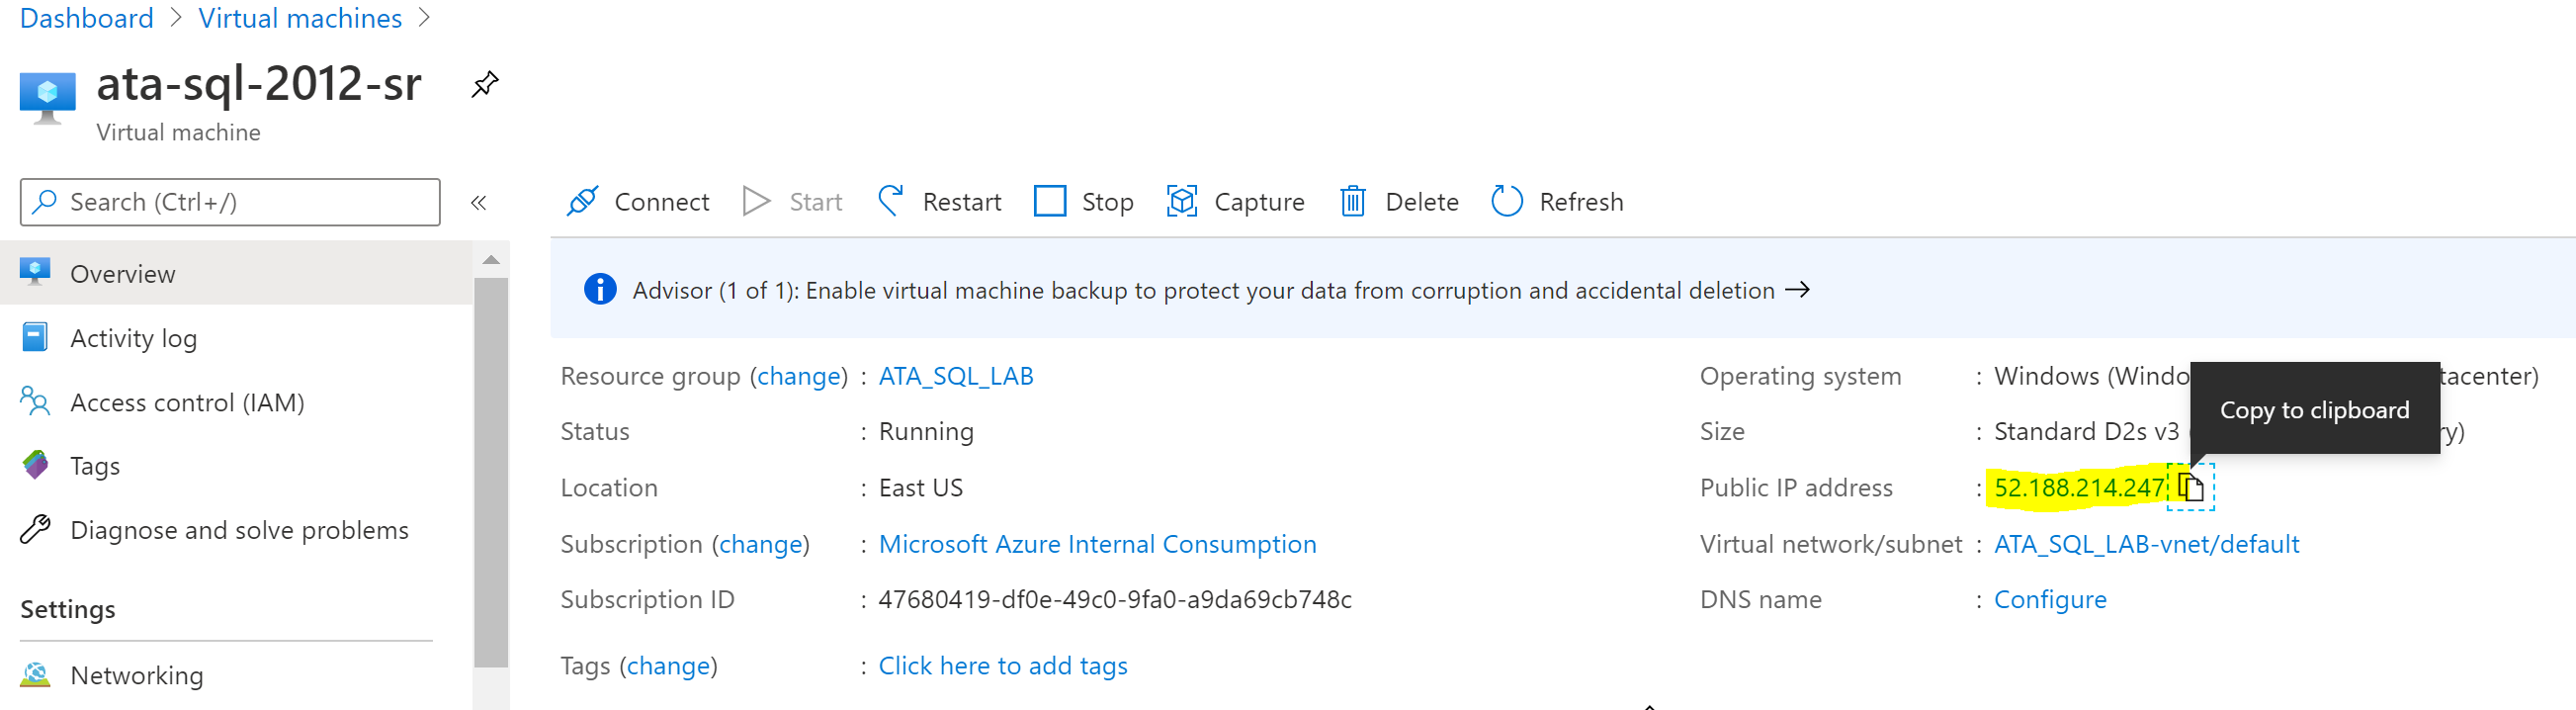 Dashboard > Virtual machines >
ata-sql-2012-sr
Virtual machine
Search (Ctrl+/)
«
Overview
Activity log
Access control (IAM)
Tags
Diagnose and solve problems
Settings
Networking
Connect Start Restart Stop Capture Delete Refresh
Advisor (1 of 1): Enable virtual machine backup to protect your data from corruption and accidental deletion →
Resource group (change) : ATA_SQL_LAB
Status : Running
Location : East US
Subscription (change) : Microsoft Azure Internal Consumption
Subscription ID : 47680419-df0e-49c0-9fa0-a9da69cb748c
Tags (change) : Click here to add tags
Operating system : Windows (
Size : Standard D2s v3
Public IP address : 52.188.214.247
Virtual network/subnet : ATA_SQL_LAB-vnet/default
DNS name : Configure
Copy to clipboard